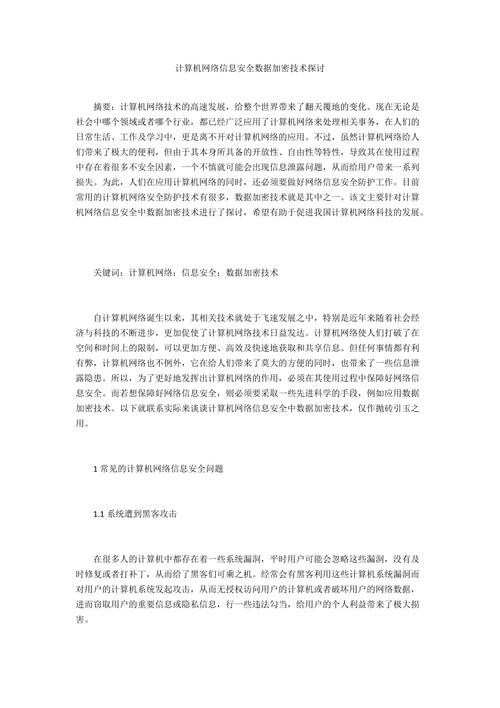 计算机网络信息安全数据加密技术探讨
摘要：计算机网络技术的高速发展，给整个世界带来了翻天覆地的变化。现在无论是
社会中哪个领域或者哪个行业，都已经广泛应用了计算机网络来处理相关事务，在人们的
日常生活、工作及学习中，更是离不开对计算机网络的应用。不过，虽然计算机网络给人
们带来了极大的便利，但由于其本身所具备的开放性、自由性等特性，导致其在使用过程
中存在着很多不安全因素，一个不慎就可能会出现信息泄露问题，从而给用户带来一系列
损失。为此，人们在应用计算机网络的同时，还必须要做好网络信息安全防护工作。目前
常用的计算机网络安全防护技术有很多，数据加密技术就是其中之一。该文主要针对计算
机网络信息安全中数据加密技术进行了探讨，希望有助于促进我国计算机网络科技的发展。
关键词：计算机网络；信息安全；数据加密技术
自计算机网络诞生以来，其相关技术就处于飞速发展之中，特别是近年来随着社会经
济与科技的不断进步，更加促使了计算机网络技术日益发达。计算机网络使人们打破了在
空间和时间上的限制，可以更加方便、高效及快速地获取和共享信息。但任何事情都有利
有弊，计算机网络也不例外，它在给人们带来了莫大的方便的同时，也带来了一些信息泄
露隐患。所以，为了更好地发挥出计算机网络的作用，必须在其使用过程中保障好网络信
息安全。而若想保障好网络信息安全，则必须要采取一些先进科学的手段，例如应用数据
加密技术。以下就联系实际来谈谈计算机网络信息安全中数据加密技术，仅作抛砖引玉之
用。
1 常见的计算机网络信息安全问题
1.1 系统遭到黑客攻击
在很多人的计算机中都存在着一些系统漏洞，平时用户可能会忽略这些漏洞，没有及
时修复或者打补丁，从而给了黑客们可乘之机。经常会有黑客利用这些计算机系统漏洞而
对用户的计算机系统发起攻击，从而无授权访问用户的计算机或者破坏用户的网络数据，
进而窃取用户的重要信息或隐私信息，行一些违法勾当，给用户的个人利益带来了极大损
害。